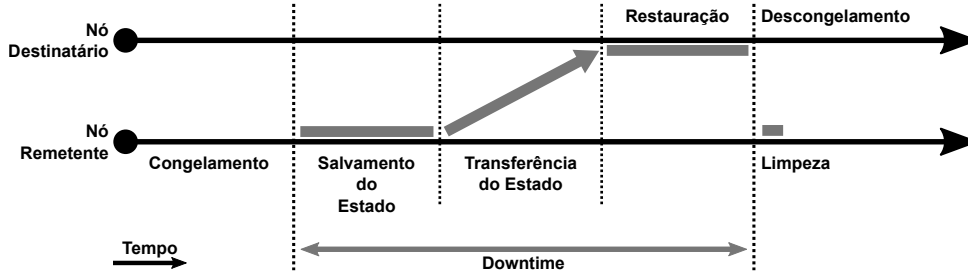 Restauração
Descongelamento
Nó
Destinatário
Nó
Remetente
Congelamento
Salvamento
do
Estado
Transferência
do Estado
Limpeza
Tempo
Downtime